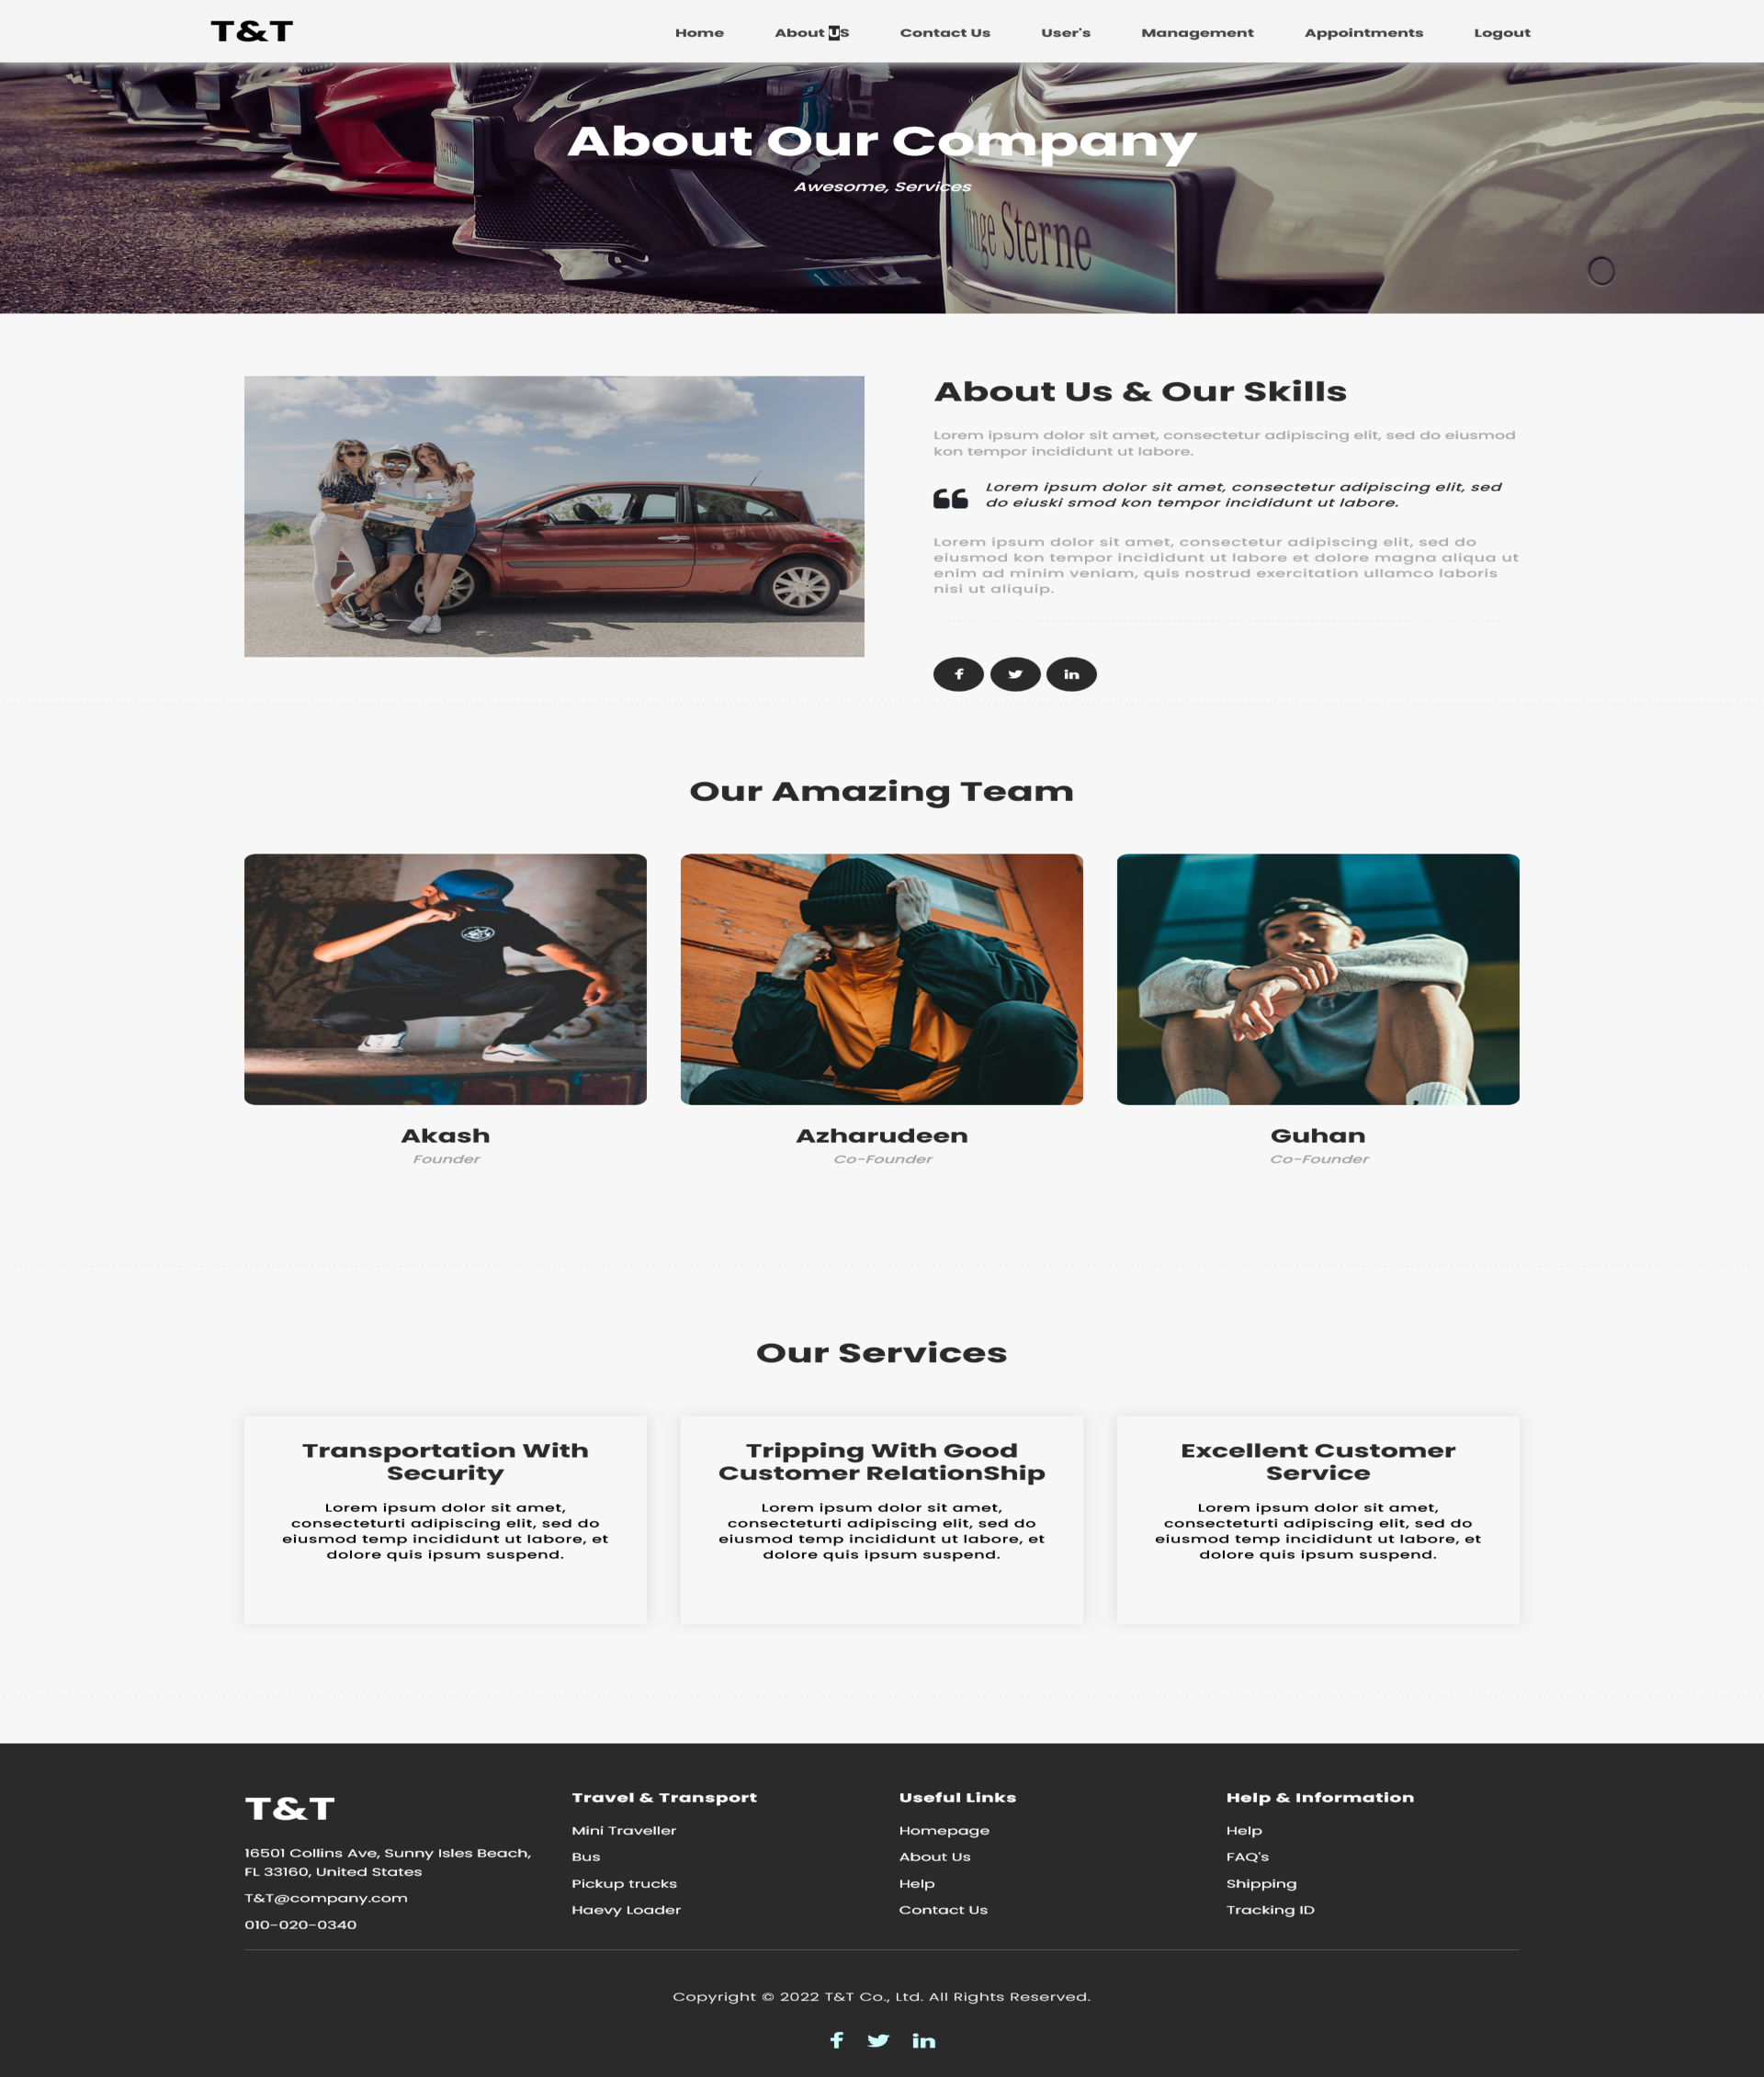 T&T
Home About US Contact Us User's Management Appointments Logout
About Our Company
Awesome, Services
Junge Sterne
About Us & Our Skills
Lorem ipsum dolor sit amet, consectetur adipiscing elit, sed do eiusmod
kon tempor incididunt ut labore.
Lorem ipsum dolor sit amet, consectetur adipiscing elit, sed
do eiuski smod kon tempor incididunt ut labore.
Lorem ipsum dolor sit amet, consectetur adipiscing elit, sed do
eiusmod kon tempor incididunt ut labore et dolore magna aliqua ut
enim ad minim veniam, quis nostrud exercitation ullamco laboris
nisi ut aliquip.
Our Amazing Team
Akash
Founder
Azharudeen
Co-Founder
Guhan
Co-Founder
Our Services
Transportation With
Security
Lorem ipsum dolor sit amet,
consecteturti adipiscing elit, sed do
eiusmod temp incididunt ut labore, et
dolore quis ipsum suspend.
Tripping With Good
Customer RelationShip
Lorem ipsum dolor sit amet,
consecteturti adipiscing elit, sed do
eiusmod temp incididunt ut labore, et
dolore quis ipsum suspend.
Excellent Customer
Service
Lorem ipsum dolor sit amet,
consecteturti adipiscing elit, sed do
eiusmod temp incididunt ut labore, et
dolore quis ipsum suspend.
T&T
16501 Collins Ave, Sunny Isles Beach,
FL 33160, United States
T&T@company.com
010-020-0340
Travel & Transport
Mini Traveller
Bus
Pickup trucks
Haevy Loader
Useful Links
Homepage
About Us
Help
Contact Us
Help & Information
Help
FAQ's
Shipping
Tracking ID
Copyright © 2022 T&T Co., Ltd. All Rights Reserved.